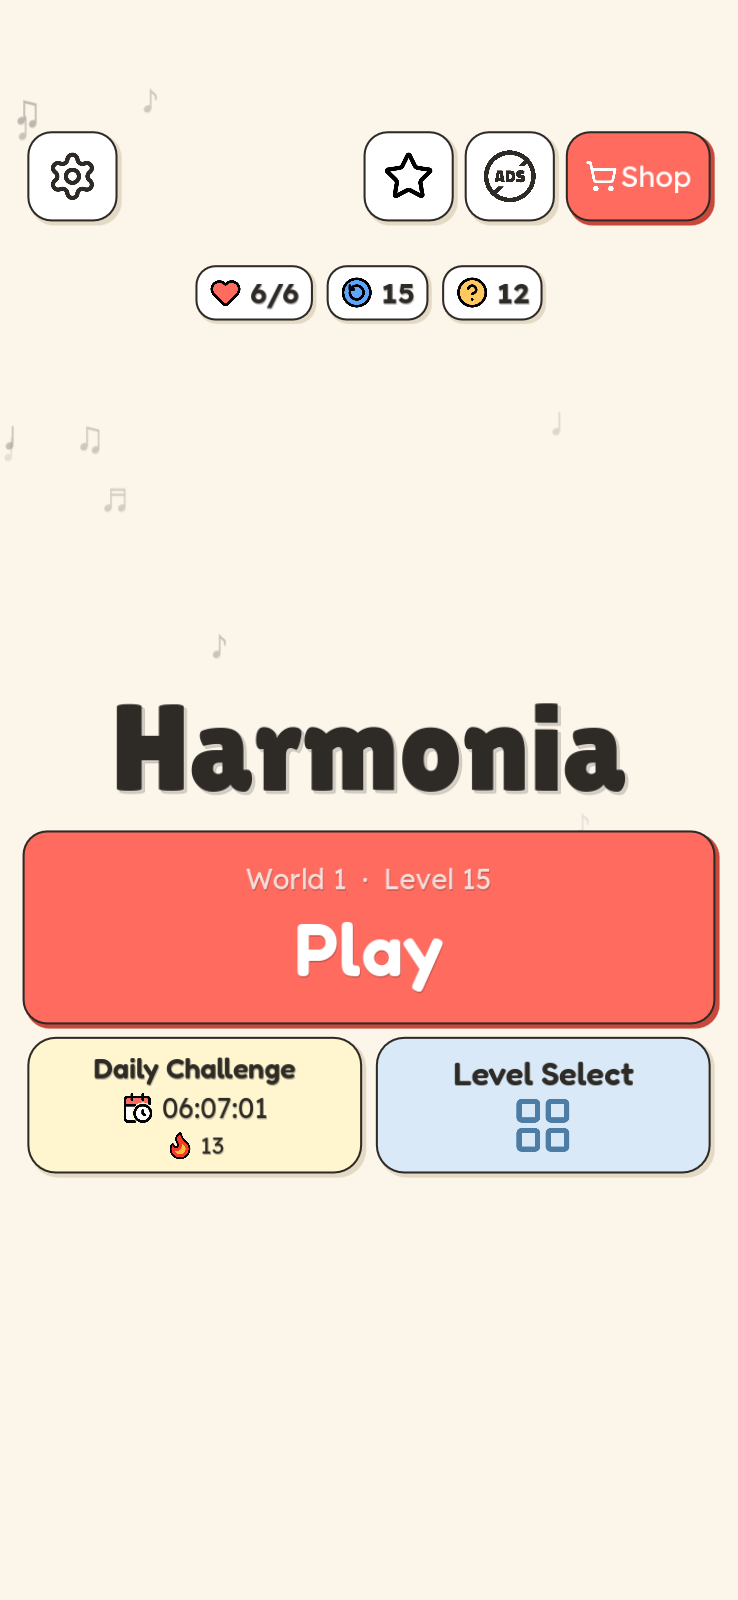 ADS
Shop
6/6
15
12
Harmonia
World 1 · Level 15
Play
Daily Challenge
06:07:01
13
Level Select